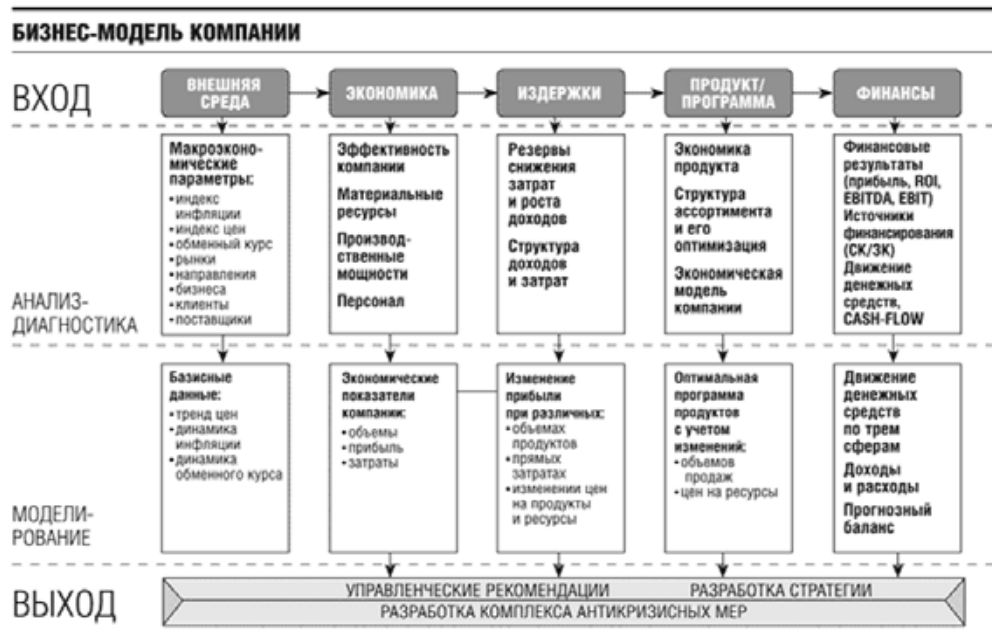 БИЗНЕС-МОДЕЛЬ КОМПАНИИ
ВХОД
ВНЕШНЯЯ
СРЕДА
ЭКОНОМИКА
ИЗДЕРЖКИ
ПРОДУКТ/
ПРОГРАММА
ФИНАНСЫ
АНАЛИЗ-
ДИАГНОСТИКА
Макроэконо-
мические
параметры:
▪ индекс
инфляции
▪ индекс цен
▪ обменный курс
▪ рынки
▪ направления
▪ бизнеса
▪ клиенты
▪ поставщики
Эффективность
компании
Материальные
ресурсы
Производ-
ственные
мощности
Персонал
Резервы
снижения
затрат
и роста
доходов
Структура
доходов
и затрат
Экономика
продукта
Структура
ассортимента
и его
оптимизация
Экономическая
модель
компании
Финансовые
результаты
(прибыль, ROI,
EBITDA, EBIT)
Источники
финансирования
(СК/ЗК)
Движение
денежных
средств,
CASH-FLOW
МОДЕЛИ-
РОВАНИЕ
Базисные
данные:
▪ тренд цен
▪ динамика
инфляции
▪ динамика
обменного курса
Экономические
показатели
компании:
▪ объемы
▪ прибыль
▪ затраты
Изменение
прибыли
при различных:
▪ объемах
продуктов
▪ прямых
затратах
▪ изменении цен
на продукты
и ресурсы
Оптимальная
программа
продуктов
с учетом
изменений:
▪ объемов
продаж
▪ цен на ресурсы
Движение
денежных
средств
по трем
сферам
Доходы
и расходы
Прогнозный
баланс
ВЫХОД
УПРАВЛЕНЧЕСКИЕ РЕКОМЕНДАЦИИ РАЗРАБОТКА СТРАТЕГИИ
РАЗРАБОТКА КОМПЛЕКСА АНТИКРИЗИСНЫХ МЕР